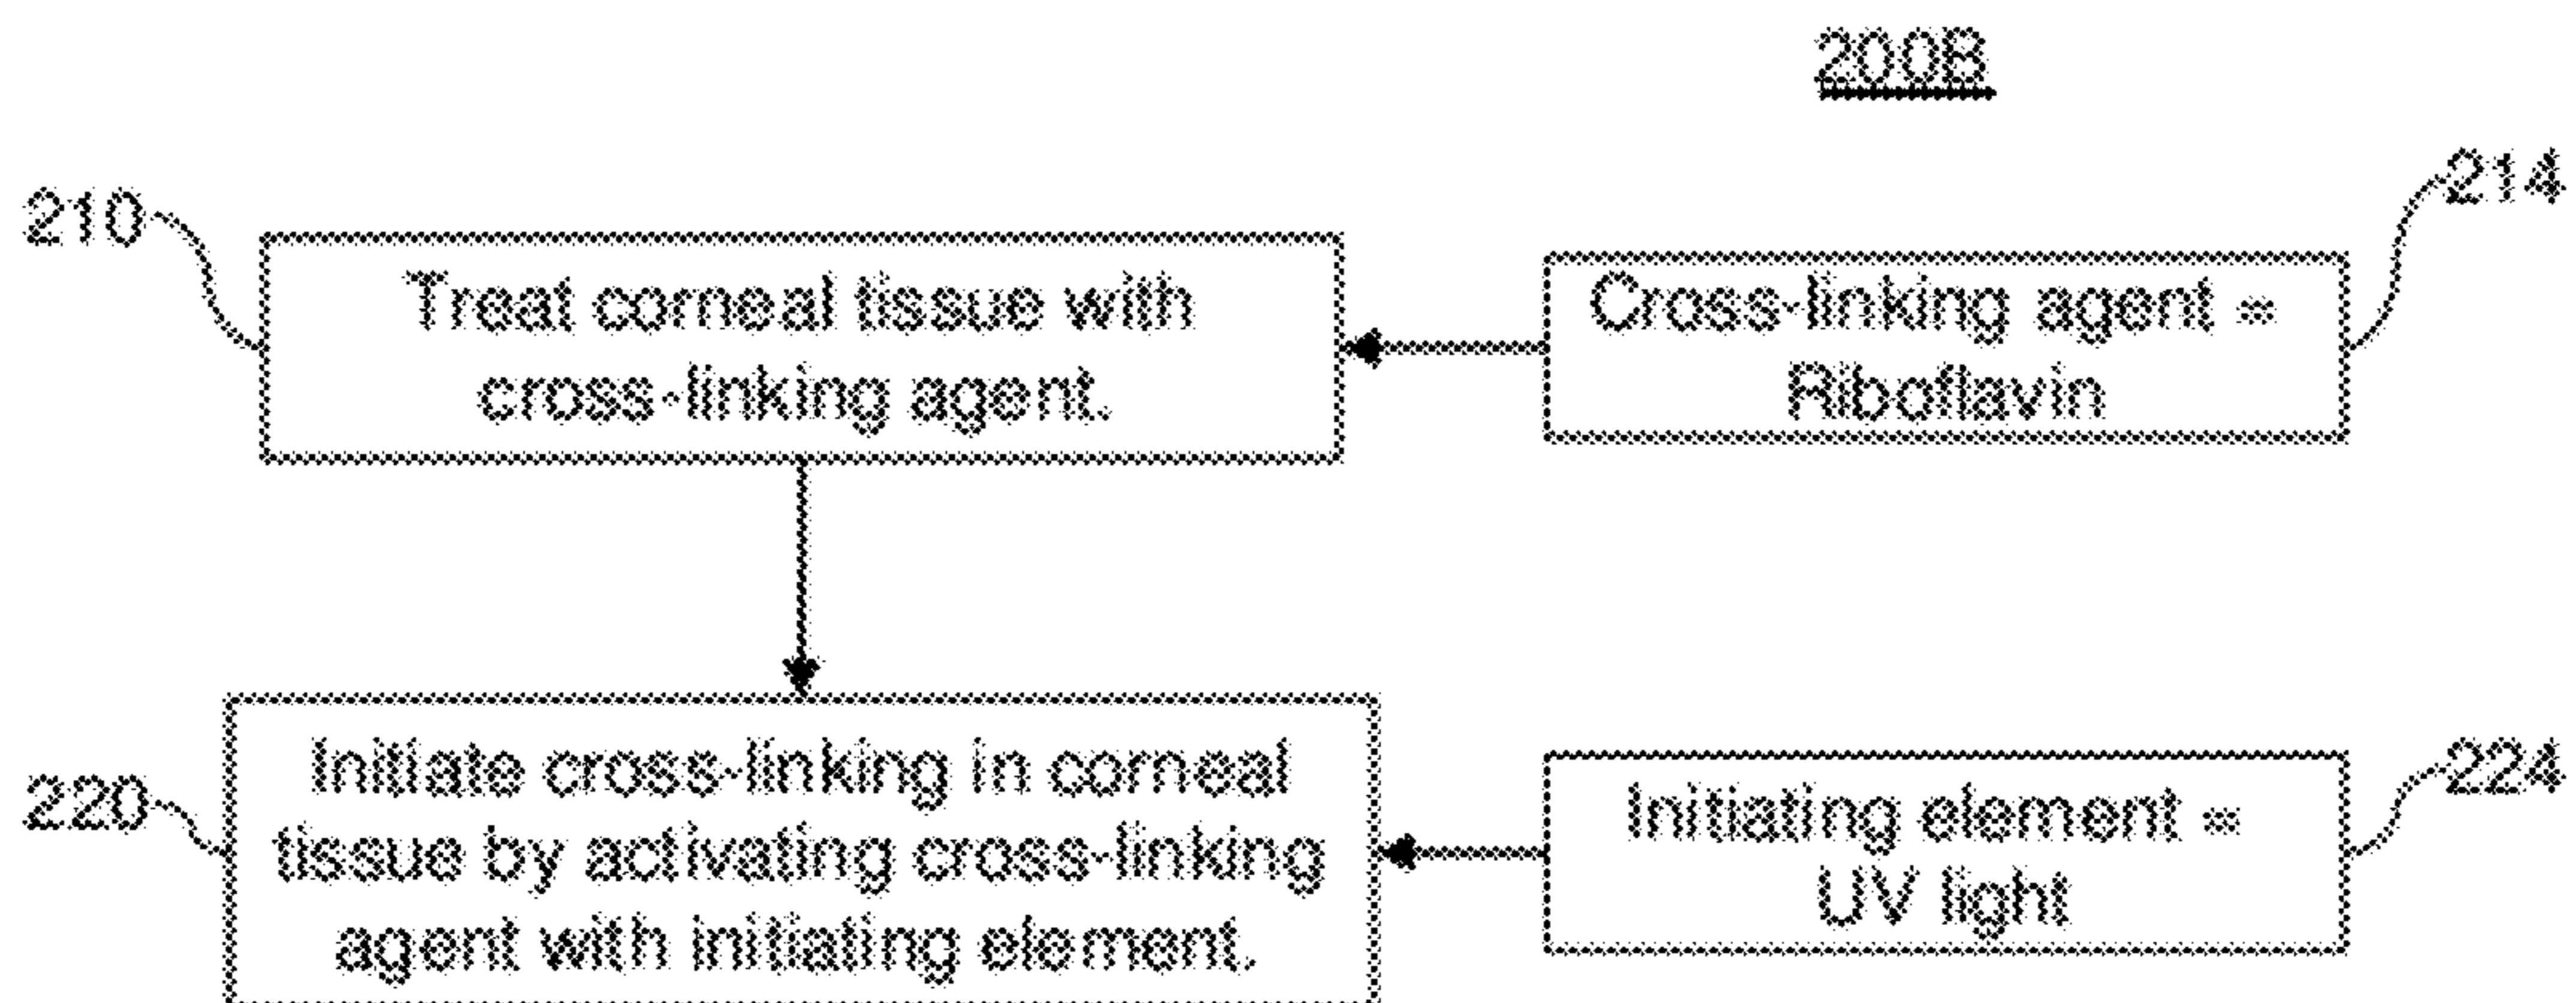 200B
210
214
Treat corneal tissue with
cross-linking agent.
Cross-linking agent =
Riboflavin
220
224
Initiate cross-linking in corneal
tissue by activating cross-linking
agent with initiating element.
Initiating element =
UV light